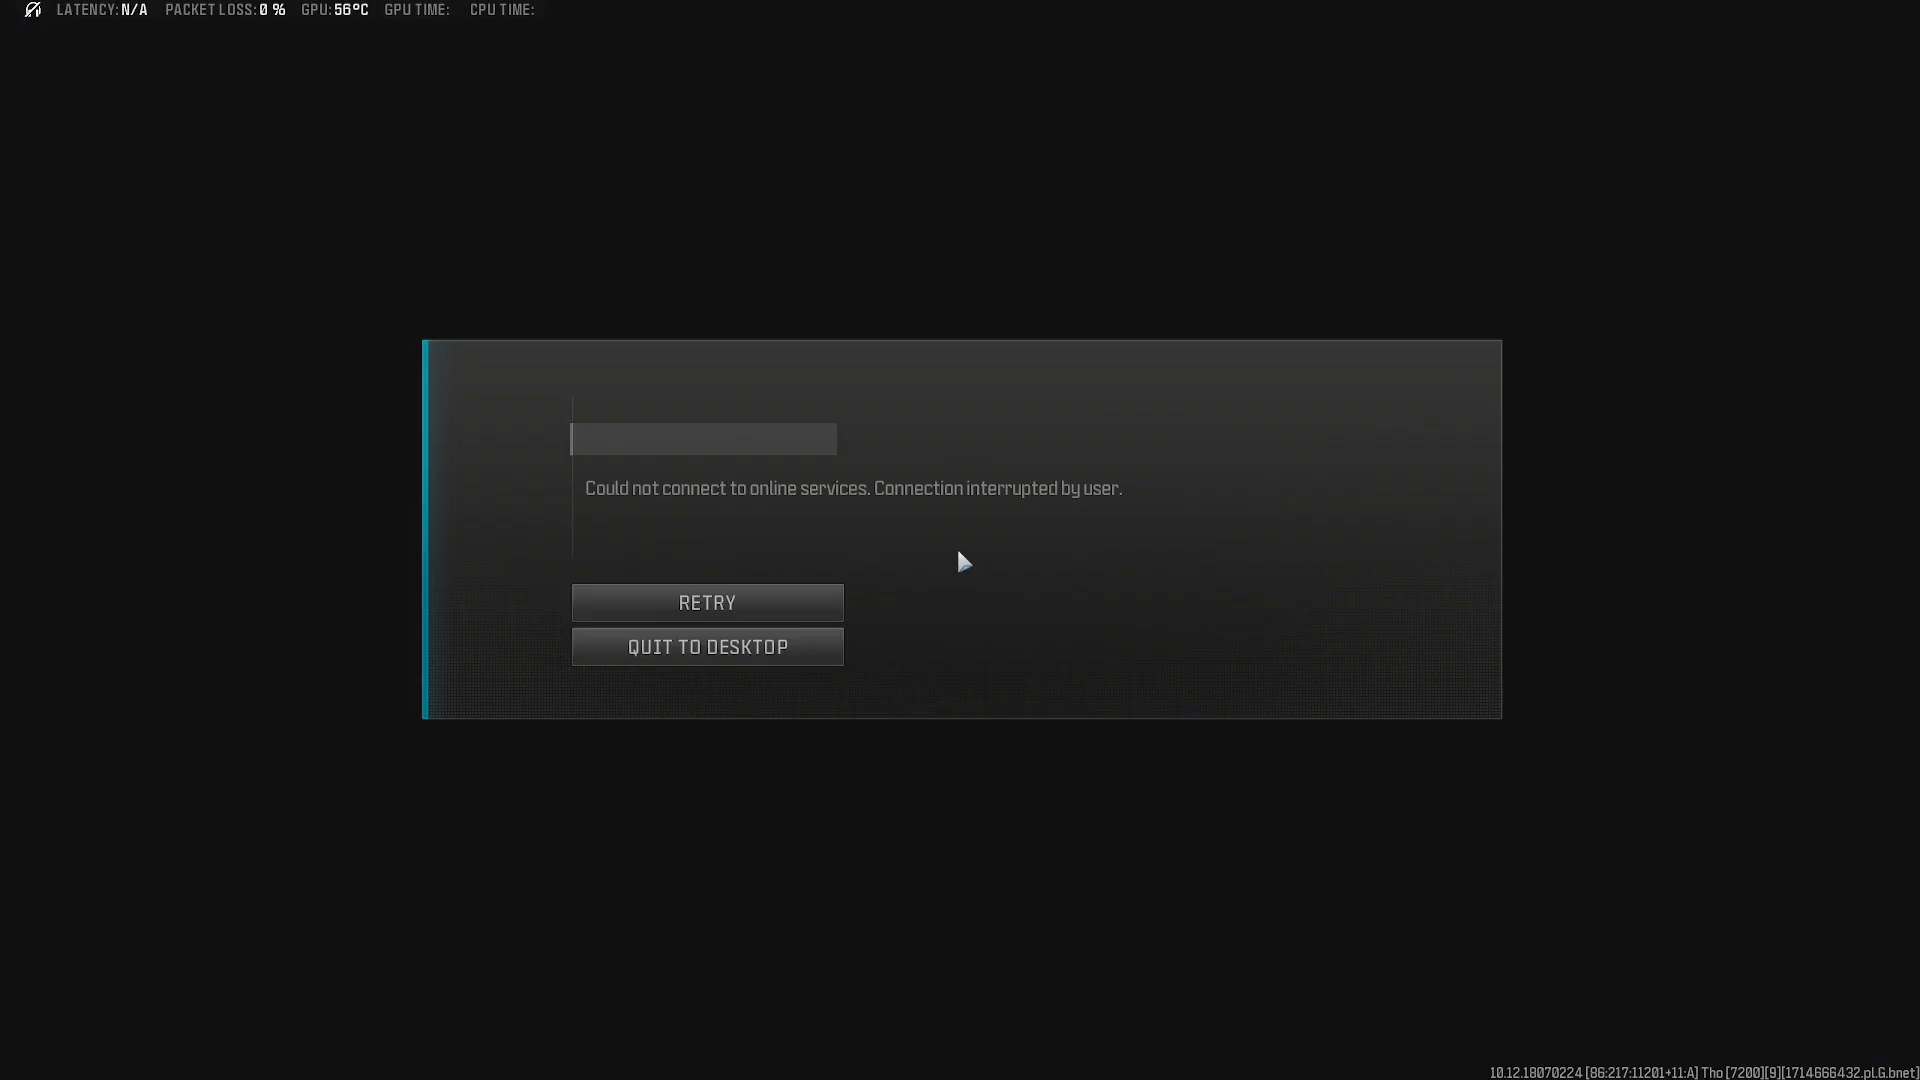 LATENCY: N/A PACKET LOSS: 0 % GPU: 56°C GPU TIME: CPU TIME:
Could not connect to online services. Connection interrupted by user.
RETRY
QUIT TO DESKTOP
10.12.18070224 [86:217:11201+11:A] Tho [7200][9][1714666432.pl.G.bnet]